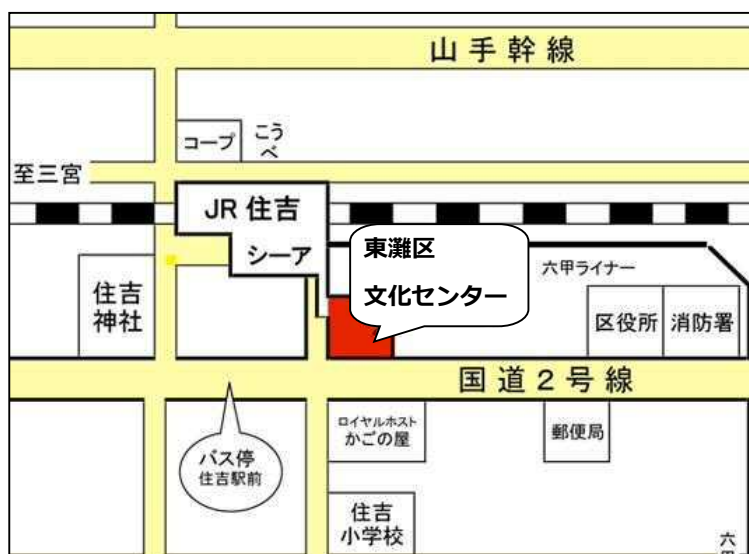 山手幹線
コープ
こうべ
至三宮
JR 住吉
シーア
東灘区
文化センター
六甲ライナー
住吉
神社
区役所
消防署
国道2号線
ロイヤルホスト
かごの屋
郵便局
バス停
住吉駅前
住吉
小学校
六